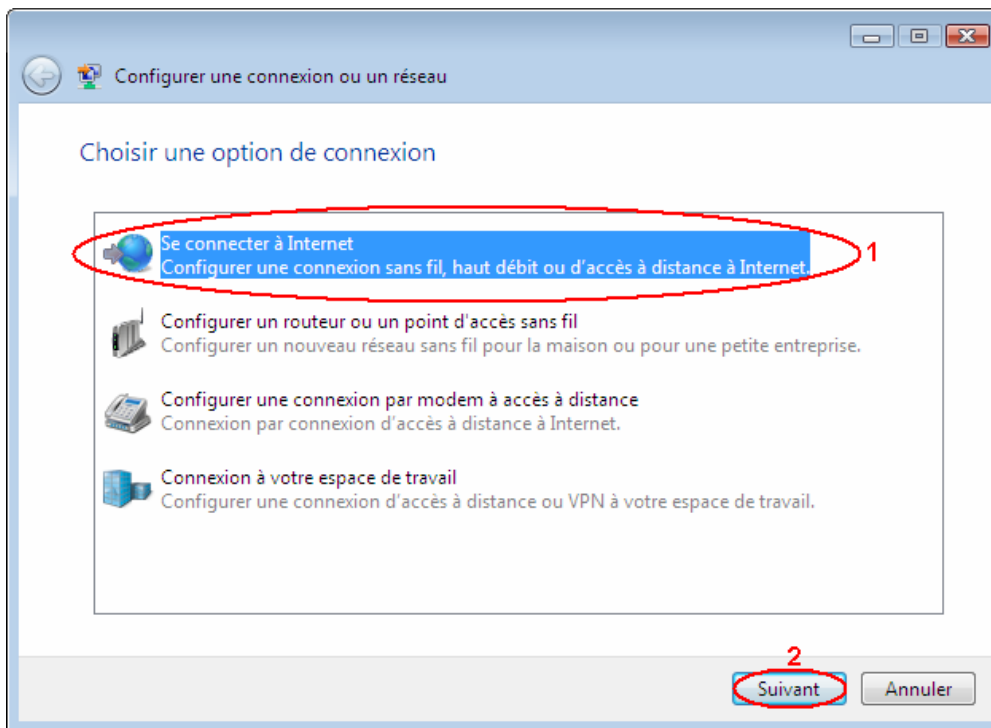 Configurer une connexion ou un réseau
Choisir une option de connexion
Se connecter à Internet
Configurer une connexion sans fil, haut débit ou d'accès à distance à Internet.
1
Configurer un routeur ou un point d'accès sans fil
Configurer un nouveau réseau sans fil pour la maison ou pour une petite entreprise.
Configurer une connexion par modem à accès à distance
Connexion par connexion d'accès à distance à Internet.
Connexion à votre espace de travail
Configurer une connexion d'accès à distance ou VPN à votre espace de travail.
2
Suivant
Annuler